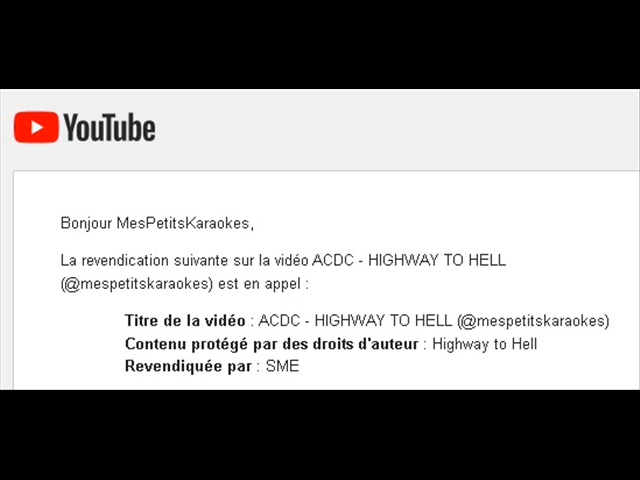 YouTube
Bonjour MesPetitsKaraokes,
La revendication suivante sur la vidéo ACDC - HIGHWAY TO HELL
(@mespetitskaraokes) est en appel :
Titre de la vidéo : ACDC - HIGHWAY TO HELL (@mespetitskaraokes)
Contenu protégé par des droits d'auteur : Highway to Hell
Revendiquée par : SME